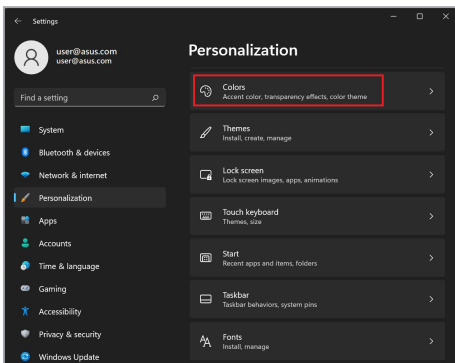 Settings
user@asus.com
user@asus.com
Find a setting
System
Bluetooth & devices
Network & internet
Personalization
Apps
Accounts
Time & language
Gaming
Accessibility
Privacy & security
Windows Update
Personalization
Colors
Accent color, transparency effects, color theme
Themes
Install, create, manage
Lock screen
Lock screen images, apps, animations
Touch keyboard
Themes, size
Start
Recent apps and items, folders
Taskbar
Taskbar behaviors, system pins
Fonts
Install, manage